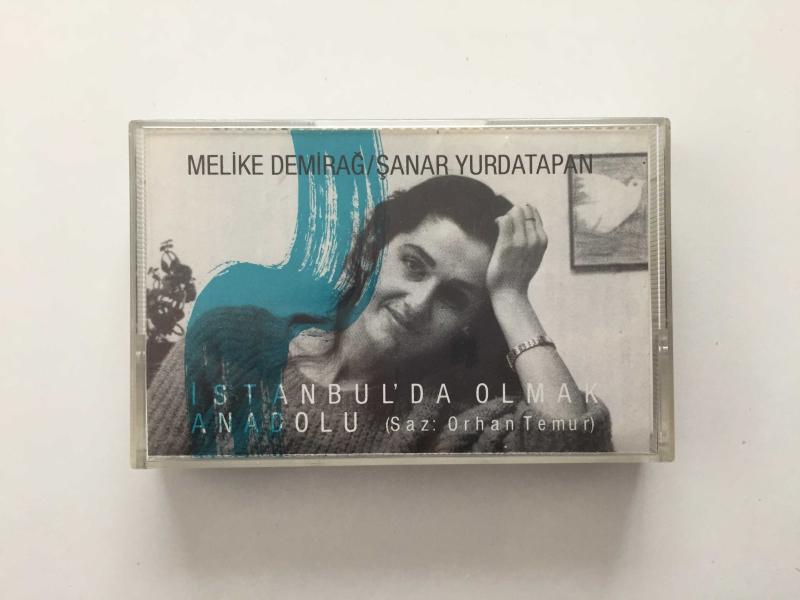 MELİKE DEMİRAĞ/ŞANAR YURDATAPAN
İSTANBUL'DA OLMAK
ANADOLU (Saz: Orhan Temur)